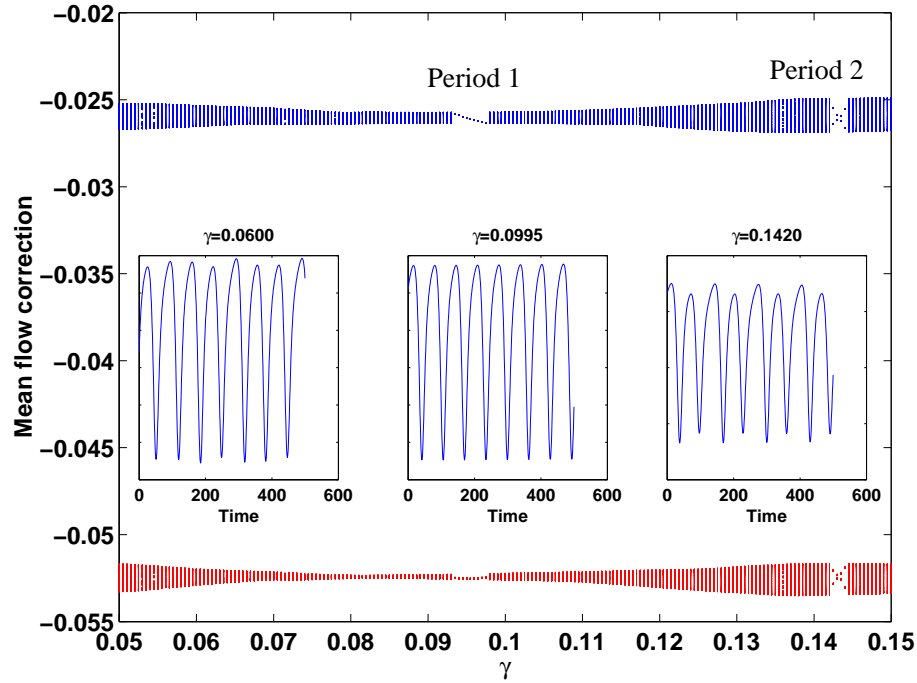 −0.02
Period 1
Period 2
−0.025
−0.03
γ=0.0600
γ=0.0995
γ=0.1420
−0.035
−0.04
−0.045
0 200 400 600
0 200 400 600
0 200 400 600
Time
Time
Time
−0.05
−0.055
Mean flow correction
0.05 0.06 0.07 0.08 0.09 0.1 0.11 0.12 0.13 0.14 0.15
γ